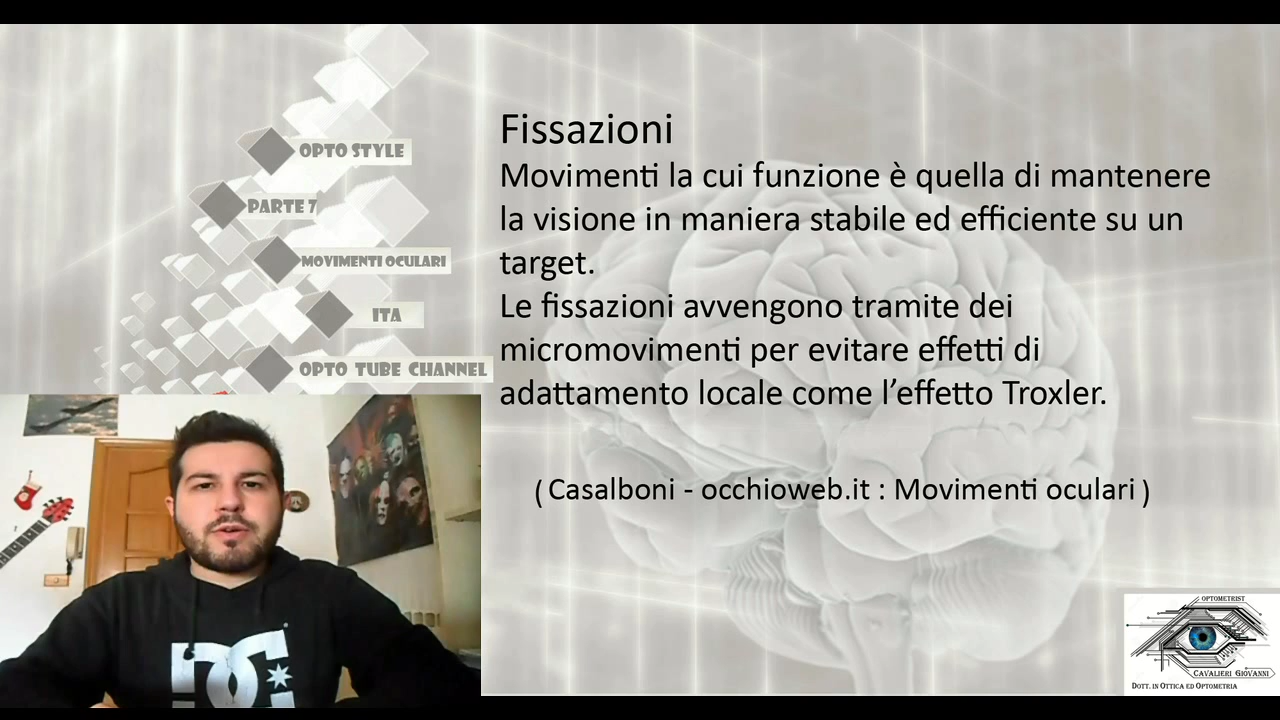 OPTO STYLE
PARTE 7
MOVIMENTI OCULARI
ITA
OPTO TUBE CHANNEL
Fissazioni
Movimenti la cui funzione è quella di mantenere
la visione in maniera stabile ed efficiente su un
target.
Le fissazioni avvengono tramite dei
micromovimenti per evitare effetti di
adattamento locale come l’effetto Troxler.
( Casalboni - occhioweb.it : Movimenti oculari )
DC
OPTOMETRIST
CAVALIERI GIOVANNI
DOTT. IN OTTICA ED OPTOMETRIA